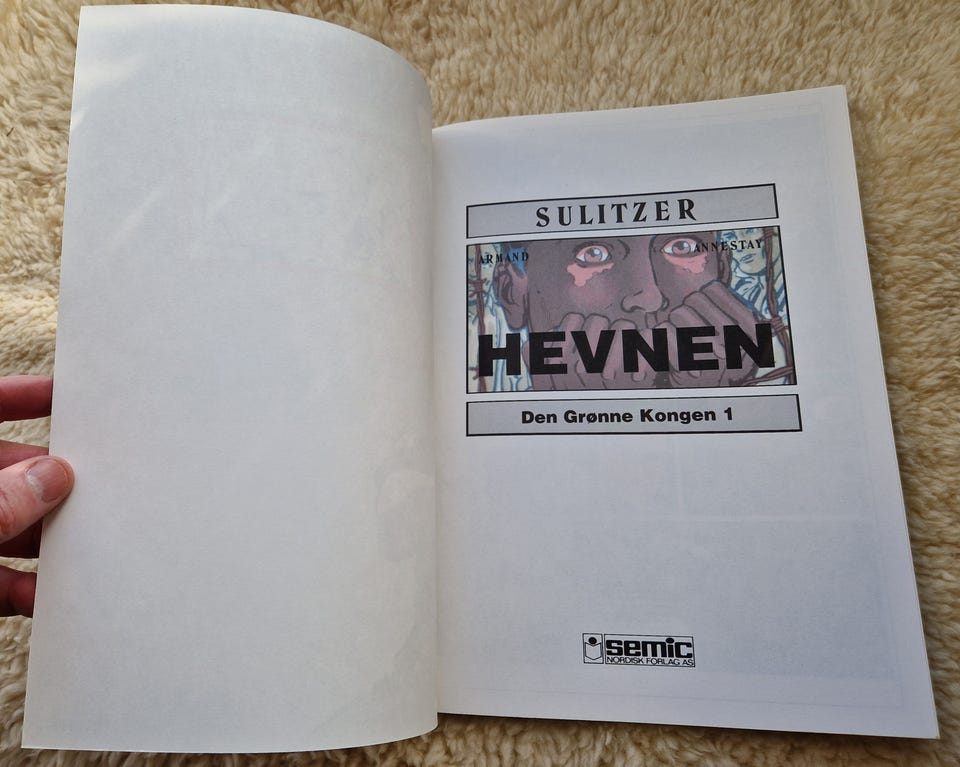 SULITZER
ARMAND ANNESTAY
HEVNEN
Den Grønne Kongen 1
semic
NORDISK FORLAG AS